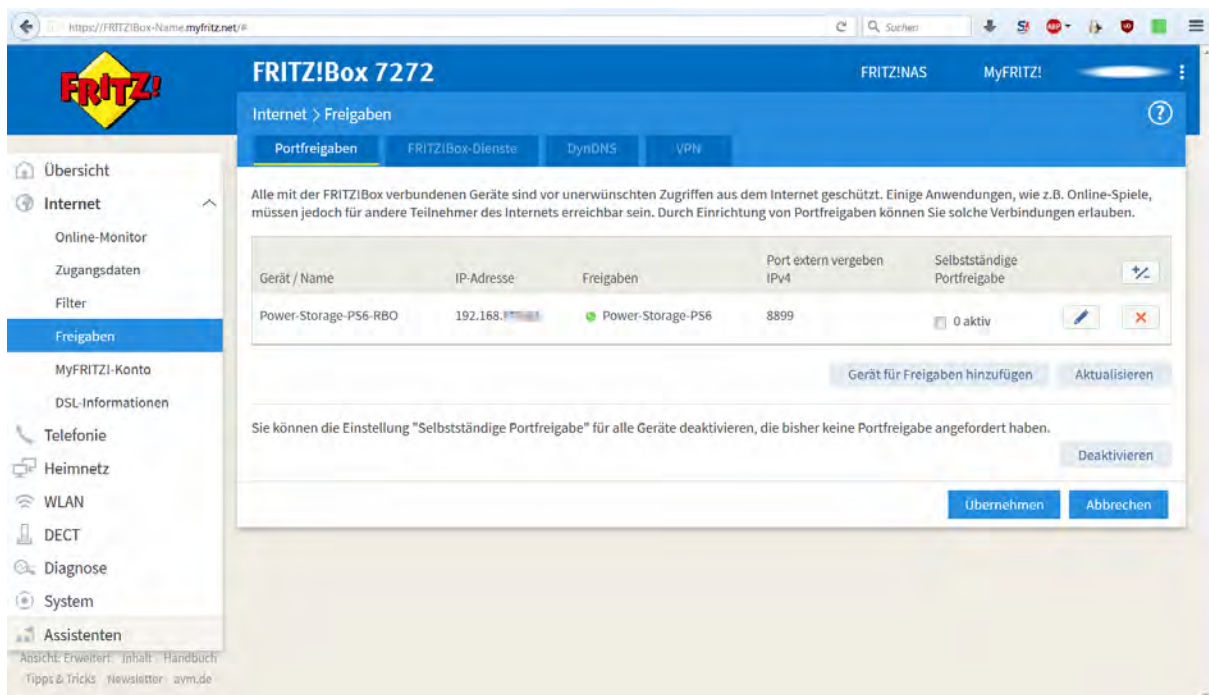 https://FRITZ!Box-Name.myfritz.net/#
Suchen
FRITZ!
FRITZ!Box 7272
FRITZ!NAS
MyFRITZ!
Internet > Freigaben
Portfreigaben
FRITZ!Box-Dienste
DynDNS
VPN
Übersicht
Internet
Online-Monitor
Zugangsdaten
Filter
Freigaben
MyFRITZ!-Konto
DSL-Informationen
Telefonie
Heimnetz
WLAN
DECT
Diagnose
System
Assistenten
Ansicht: Erweitert Inhalt Handbuch
Tipps & Tricks Newsletter avm.de
Alle mit der FRITZ!Box verbundenen Geräte sind vor unerwünschten Zugriffen aus dem Internet geschützt. Einige Anwendungen, wie z.B. Online-Spiele,
müssen jedoch für andere Teilnehmer des Internets erreichbar sein. Durch Einrichtung von Portfreigaben können Sie solche Verbindungen erlauben.
Gerät / Name
IP-Adresse
Freigaben
Port extern vergeben
IPv4
Selbstständige
Portfreigabe
Power-Storage-PS6-RBO
192.168.
Power-Storage-PS6
8899
0 aktiv
Gerät für Freigaben hinzufügen
Aktualisieren
Sie können die Einstellung "Selbstständige Portfreigabe" für alle Geräte deaktivieren, die bisher keine Portfreigabe angefordert haben.
Deaktivieren
Übernehmen
Abbrechen